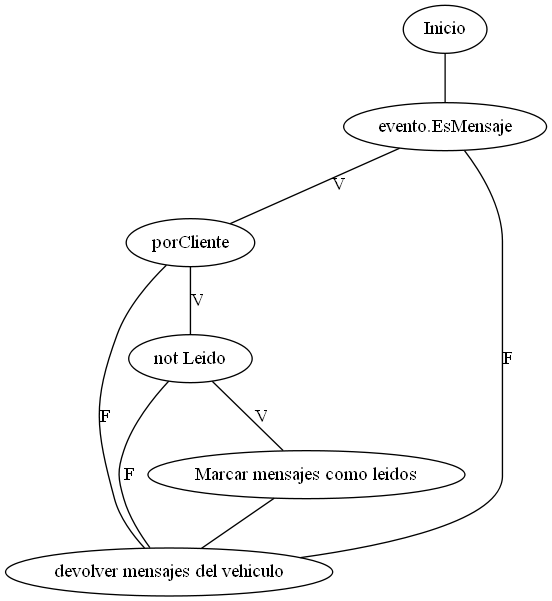 Inicio
evento.EsMensaje
V
porCliente
V
not Leido
F
F
V
F
Marcar mensajes como leidos
devolver mensajes del vehiculo